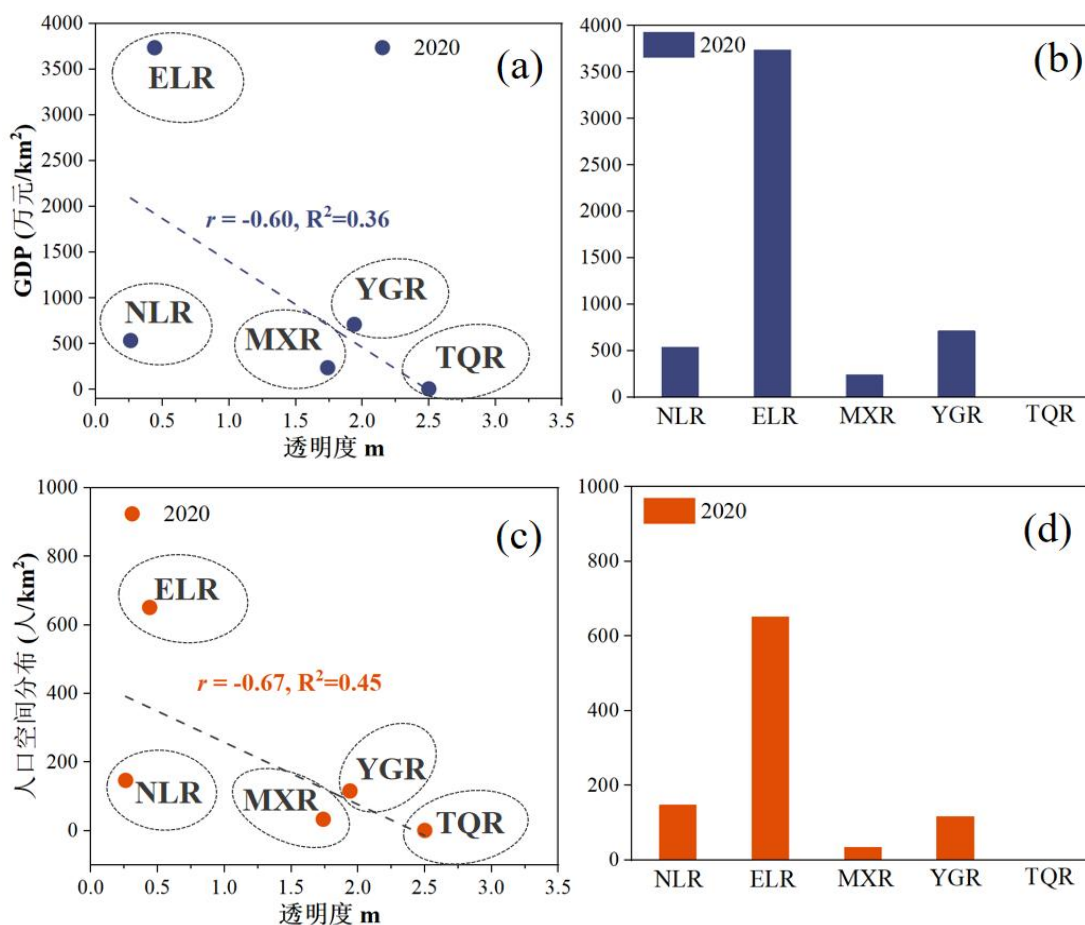 4000
3500
3000
2500
2000
1500
1000
500
0
GDP (万元/km²)
2020
(a)
ELR
r = -0.60, R²=0.36
NLR
MXR
YGR
TQR
0.0 0.5 1.0 1.5 2.0 2.5 3.0 3.5
透明度 m
4000
3500
3000
2500
2000
1500
1000
500
0
2020
(b)
NLR ELR MXR YGR TQR
1000
800
600
400
200
0
人口空间分布 (人/km²)
2020
(c)
ELR
r = -0.67, R²=0.45
NLR
MXR
YGR
TQR
0.0 0.5 1.0 1.5 2.0 2.5 3.0 3.5
透明度 m
1000
800
600
400
200
0
2020
(d)
NLR ELR MXR YGR TQR